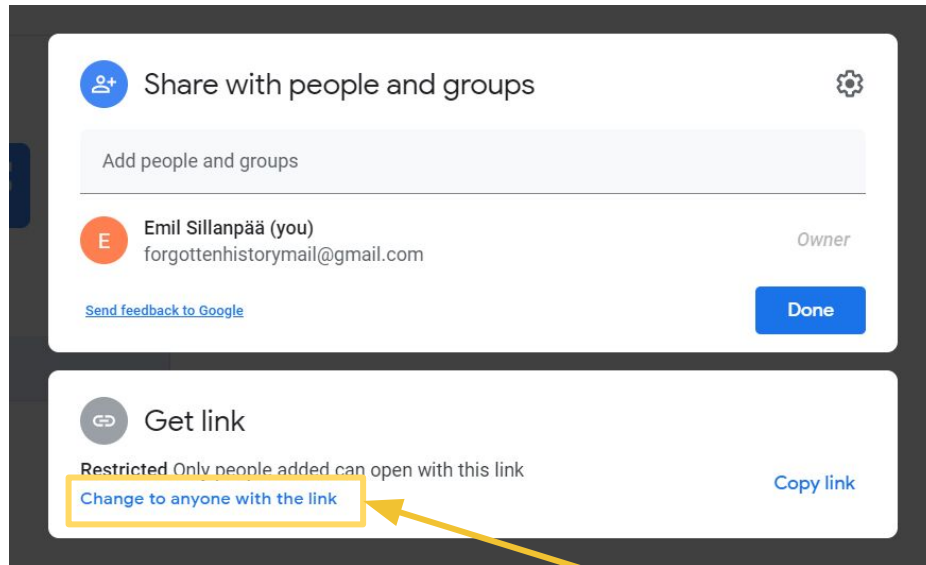 Share with people and groups
Add people and groups
E
Emil Sillanpää (you)
forgottenhistorymail@gmail.com
Owner
Send feedback to Google
Done
Get link
Restricted Only people added can open with this link
Change to anyone with the link
Copy link